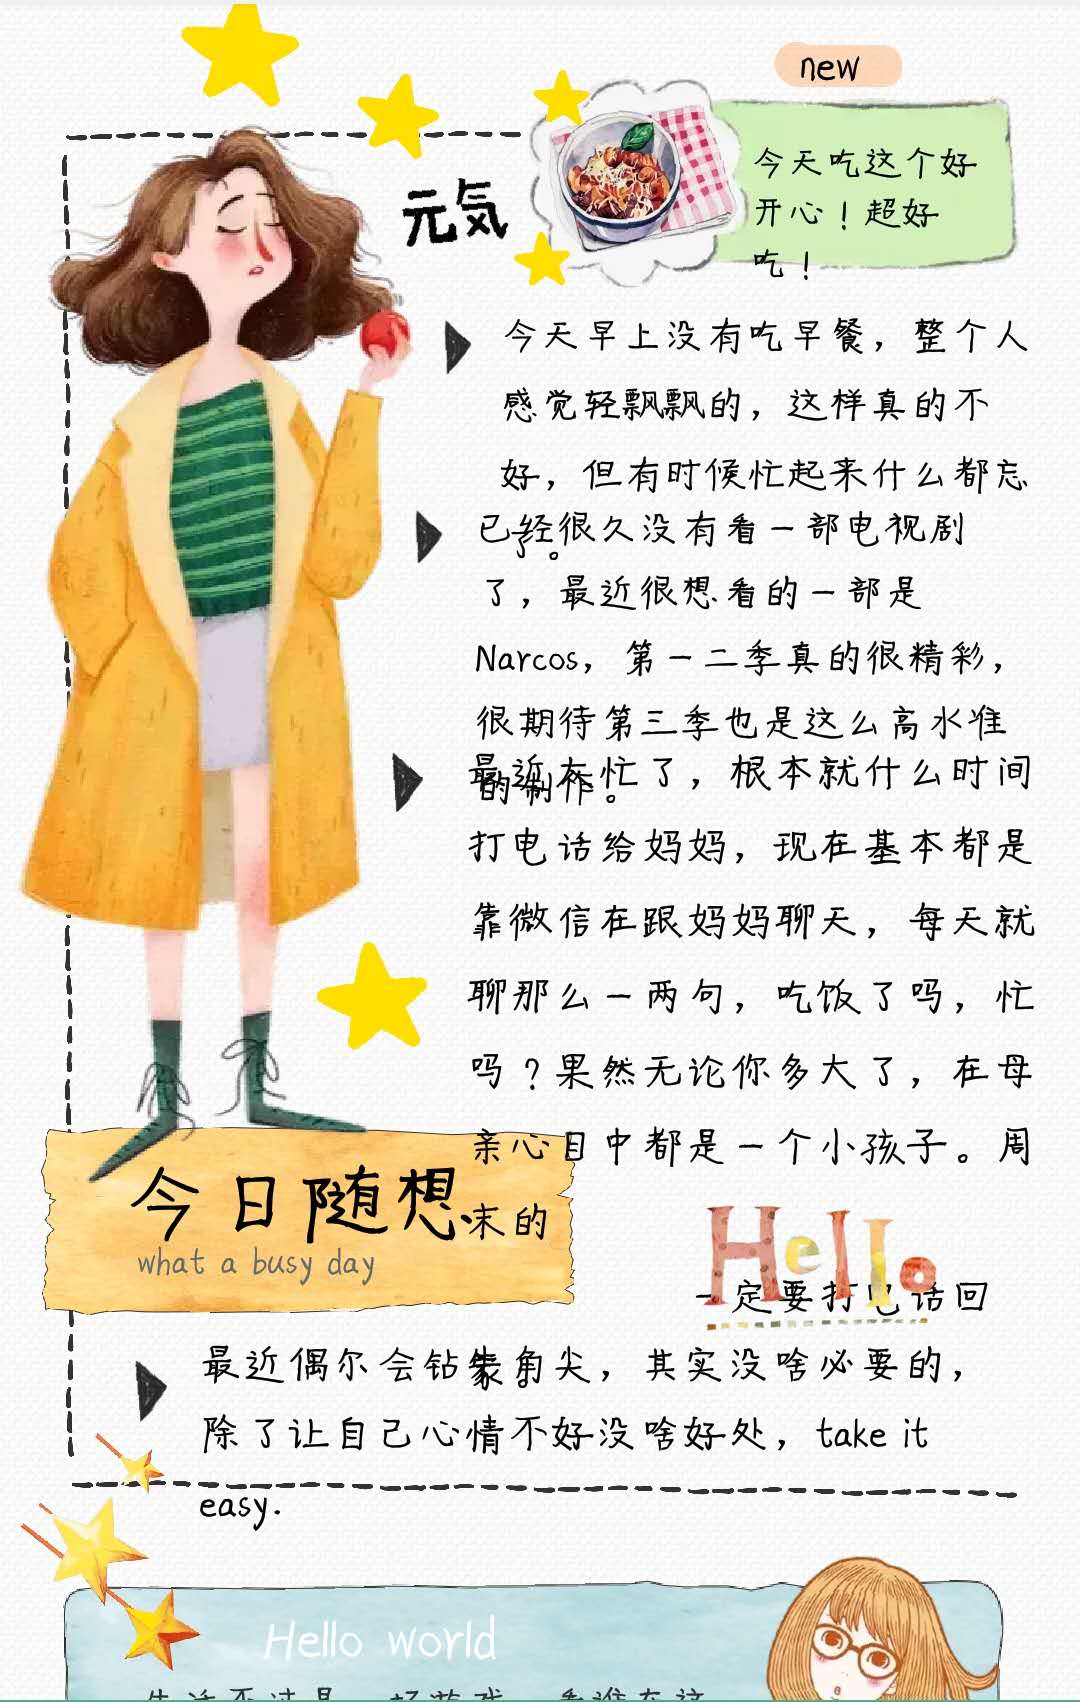 new
元気
今天吃这个好
开心！超好
吃！
今天早上没有吃早餐，整个人
感觉轻飘飘的，这样真的不
好，但有时候忙起来什么都忘
了。
已经很久没有看一部电视剧
了，最近很想看的一部是
Narcos，第一二季真的很精彩，
很期待第三季也是这么高水准
的制作。
最近太忙了，根本就什么时间
打电话给妈妈，现在基本都是
靠微信在跟妈妈聊天，每天就
聊那么一两句，吃饭了吗，忙
吗？果然无论你多大了，在母
亲心目中都是一个小孩子。周
末的
Hello
一定要打电话回
家。
今日随想
what a busy day
最近偶尔会钻牛角尖，其实没啥必要的，
除了让自己心情不好没啥好处，take it
easy.
Hello world